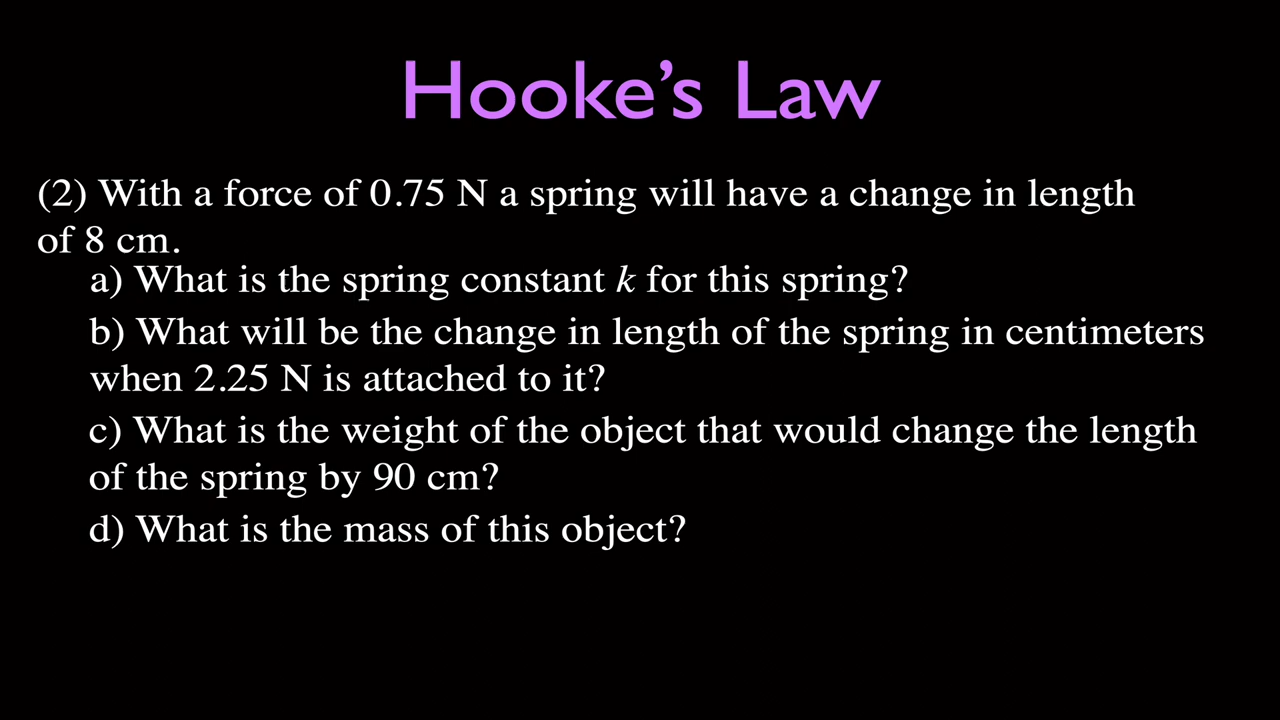 Hooke’s Law
(2) With a force of 0.75 N a spring will have a change in length
of 8 cm.
a) What is the spring constant k for this spring?
b) What will be the change in length of the spring in centimeters
when 2.25 N is attached to it?
c) What is the weight of the object that would change the length
of the spring by 90 cm?
d) What is the mass of this object?